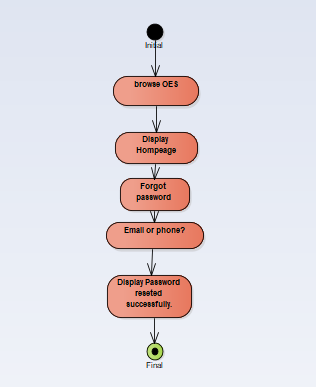 Initial
browse OES
Display
Hompeage
Forgot
password
Email or phone?
Display Password
reseted
successfully.
Final